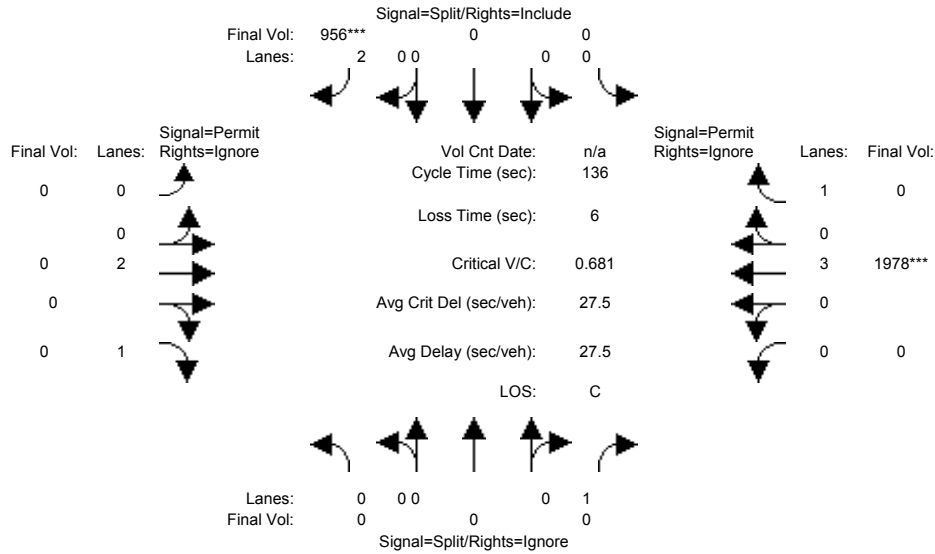 Signal=Split/Rights=Include
Final Vol: 956*** 0 0
Lanes: 2 0 0 0 0
Signal=Permit
Final Vol: Lanes: Rights=Ignore
Vol Cnt Date: n/a
Signal=Permit
Rights=Ignore Lanes: Final Vol:
Cycle Time (sec): 136
0 0
1 0
Loss Time (sec): 6
0
0
Critical V/C: 0.681
0 2
3 1978***
Avg Crit Del (sec/veh): 27.5
0
0
Avg Delay (sec/veh): 27.5
0 1
0 0
LOS: C
Lanes: 0 0 0 0 1
Final Vol: 0 0 0
Signal=Split/Rights=Ignore